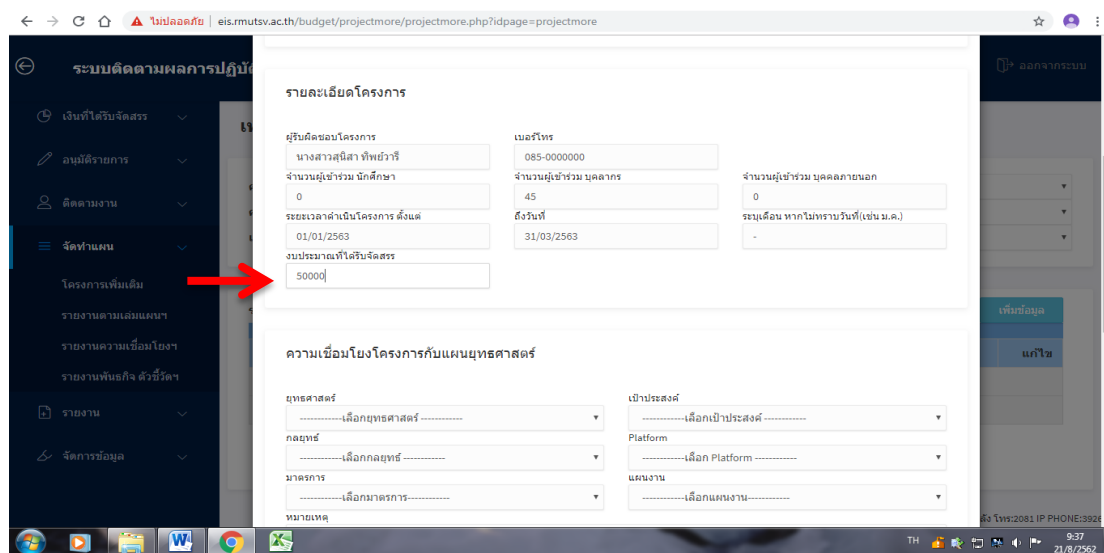 ไม่ปลอดภัย eis.rmutsv.ac.th/budget/projectmore/projectmore.php?idpage=projectmore
ระบบติดตามผลการปฏิบั
ออกจากระบบ
เงินที่ได้รับจัดสรร
อนุมัติรายการ
ติดตามงาน
จัดทำแผน
โครงการเพิ่มเติม
รายงานตามเล่มแผนฯ
รายงานความเชื่อมโยงฯ
รายงานพันธกิจ ตัวชี้วัดฯ
รายงาน
จัดการข้อมูล
รายละเอียดโครงการ
ผู้รับผิดชอบโครงการ เบอร์โทร
นางสาวสุนิสา ทิพย์วารี 085-0000000
จำนวนผู้เข้าร่วม นักศึกษา จำนวนผู้เข้าร่วม บุคลากร จำนวนผู้เข้าร่วม บุคคลภายนอก
0 45 0
ระยะเวลาดำเนินโครงการ ตั้งแต่ ถึงวันที่ ระบุเดือน หากไม่ทราบวันที่(เช่น ม.ค.)
01/01/2563 31/03/2563 -
งบประมาณที่ได้รับจัดสรร
50000
ความเชื่อมโยงโครงการกับแผนยุทธศาสตร์
ยุทธศาสตร์ เป้าประสงค์
------------เลือกยุทธศาสตร์ ------------ ------------เลือกเป้าประสงค์ ------------
กลยุทธ์ Platform
------------เลือกกลยุทธ์ ------------ ------------เลือก Platform ------------
มาตรการ แผนงาน
------------เลือกมาตรการ------------ ------------เลือกแผนงาน------------
หมายเหตุ
เพิ่มข้อมูล
แก้ไข
โทร:2081 IP PHONE:3926
TH 9:37
21/8/2562